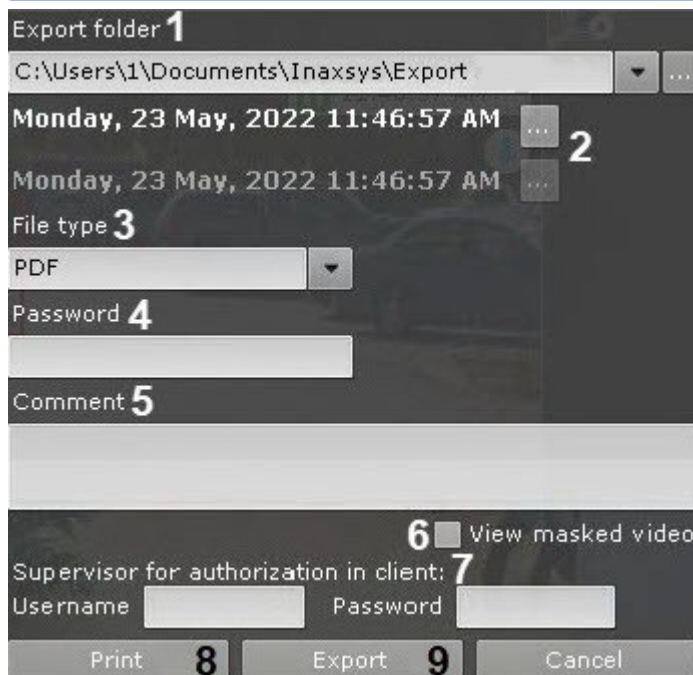 Export folder 1
C:\Users\1\Documents\Inaxsys\Export ...
Monday, 23 May, 2022 11:46:57 AM ...
2
Monday, 23 May, 2022 11:46:57 AM ...
File type 3
PDF
Password 4
Comment 5
6 View masked video
Supervisor for authorization in client: 7
Username Password
Print 8 Export 9 Cancel